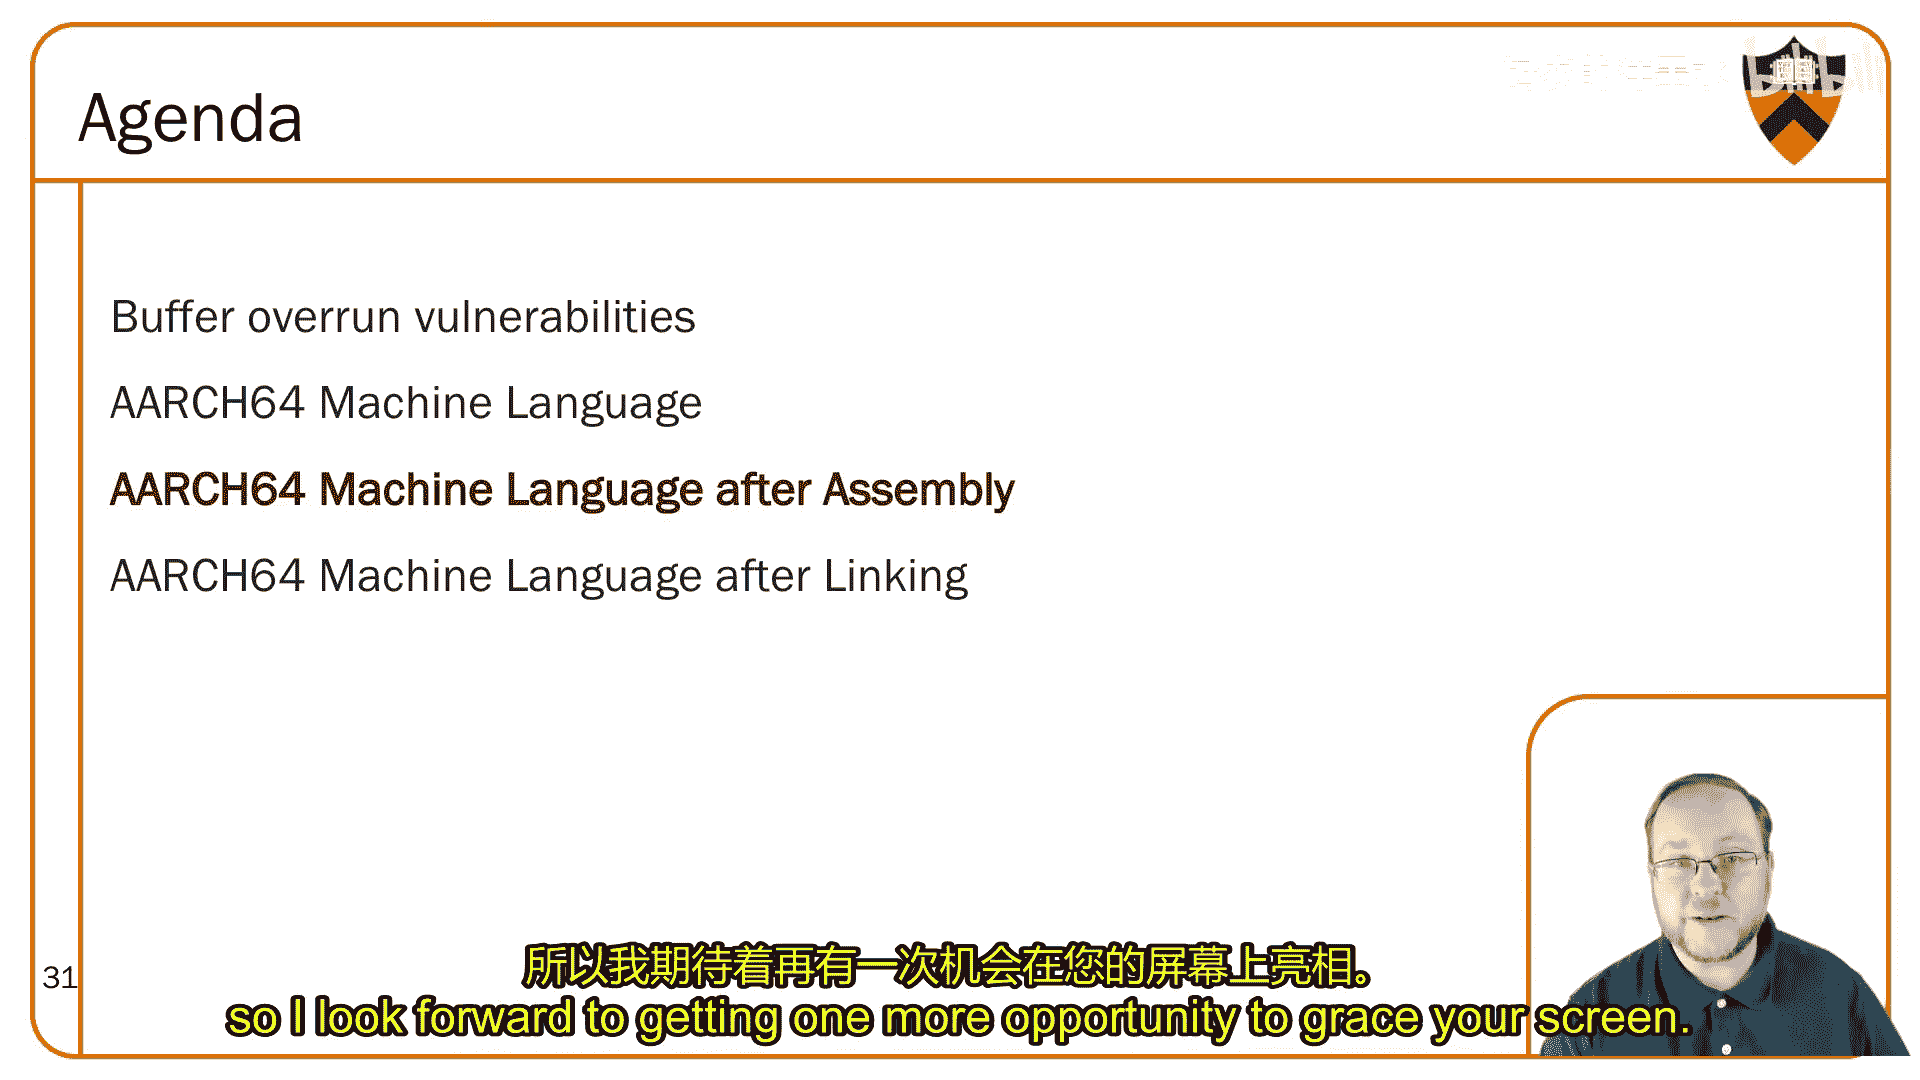 Agenda
Buffer overrun vulnerabilities
AARCH64 Machine Language
AARCH64 Machine Language after Assembly
AARCH64 Machine Language after Linking
31
所以我期待着再有一次机会在您的屏幕上亮相。
so I look forward to getting one more opportunity to grace your screen.